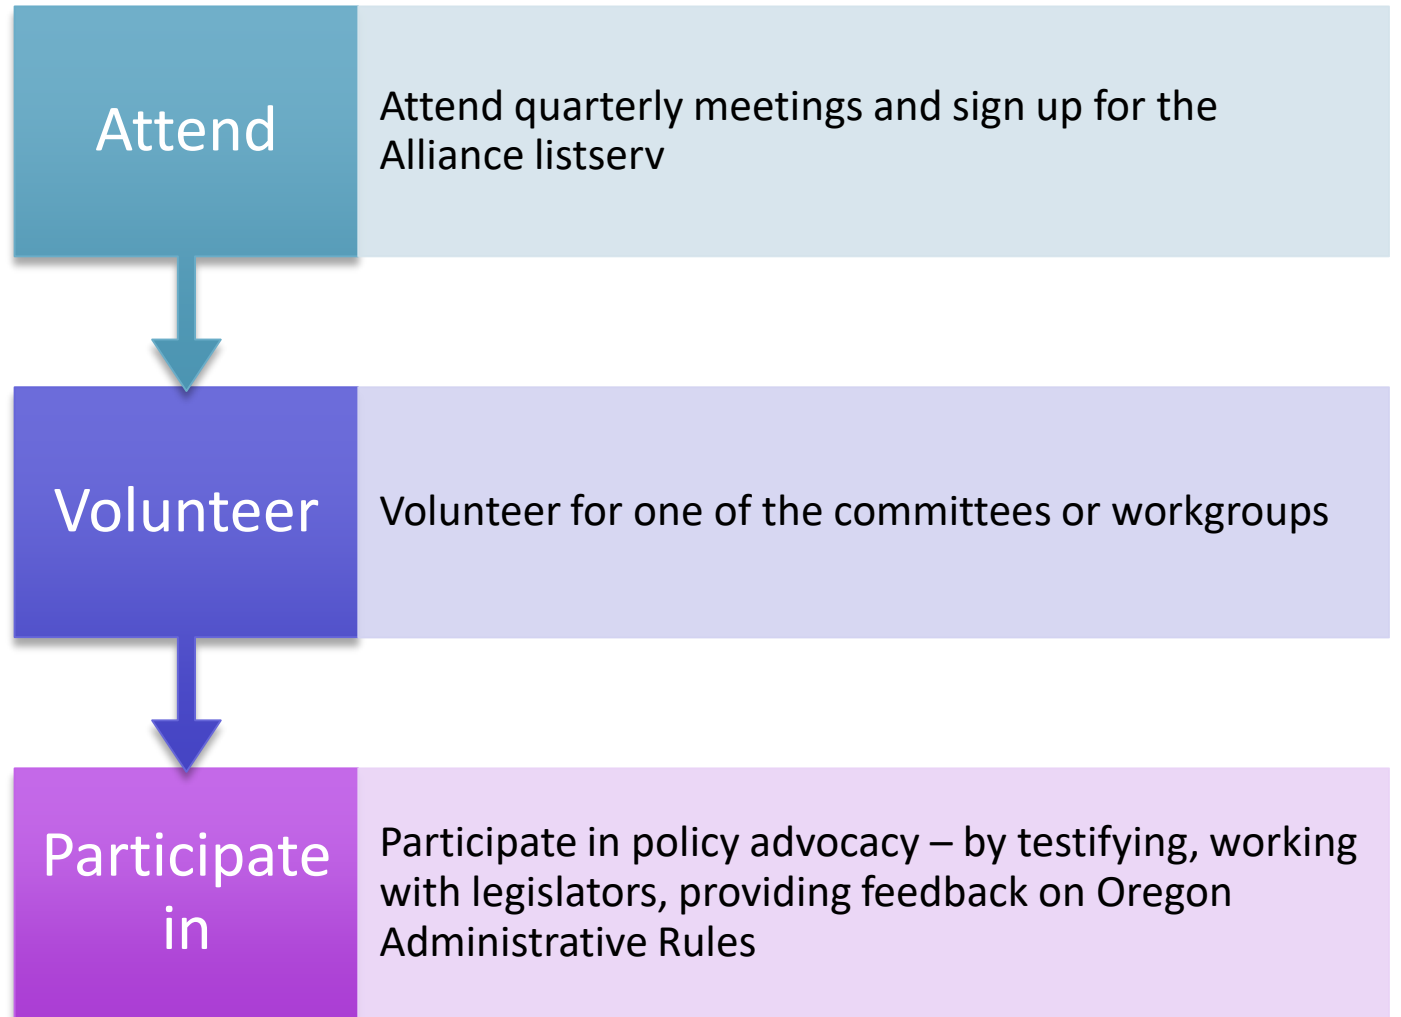 Attend
Attend quarterly meetings and sign up for the
Alliance listserv
Volunteer
Volunteer for one of the committees or workgroups
Participate
in
Participate in policy advocacy – by testifying, working
with legislators, providing feedback on Oregon
Administrative Rules